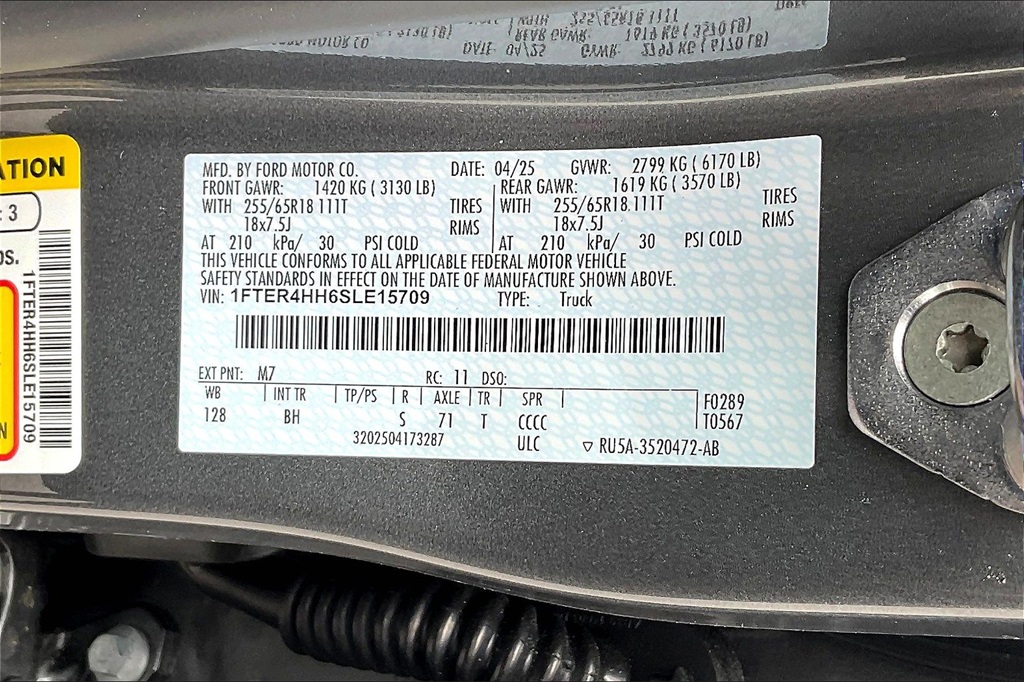 MFD. BY FORD MOTOR CO. DATE: 04/25 GVWR: 2799 KG (6170 LB)
FRONT GAWR: 1420 KG (3130 LB) REAR GAWR: 1619 KG (3570 LB)
WITH 255/65R18 111T TIRES WITH 255/65R18 111T TIRES
18x7.5J RIMS 18x7.5J RIMS
AT 210 kPa/ 30 PSI COLD AT 210 kPa/ 30 PSI COLD
THIS VEHICLE CONFORMS TO ALL APPLICABLE FEDERAL MOTOR VEHICLE
SAFETY STANDARDS IN EFFECT ON THE DATE OF MANUFACTURE SHOWN ABOVE.
VIN: 1FTER4HH6SLE15709 TYPE: Truck
EXT PNT: M7 RC: 11 DSO:
WB INT TR TP/PS R AXLE TR SPR F0289
128 BH S 71 T CCCC T0567
3202504173287 ULC ▽ RU5A-3520472-AB
ATION
: 3
OS.
1FTER4HH6SLE15709
N